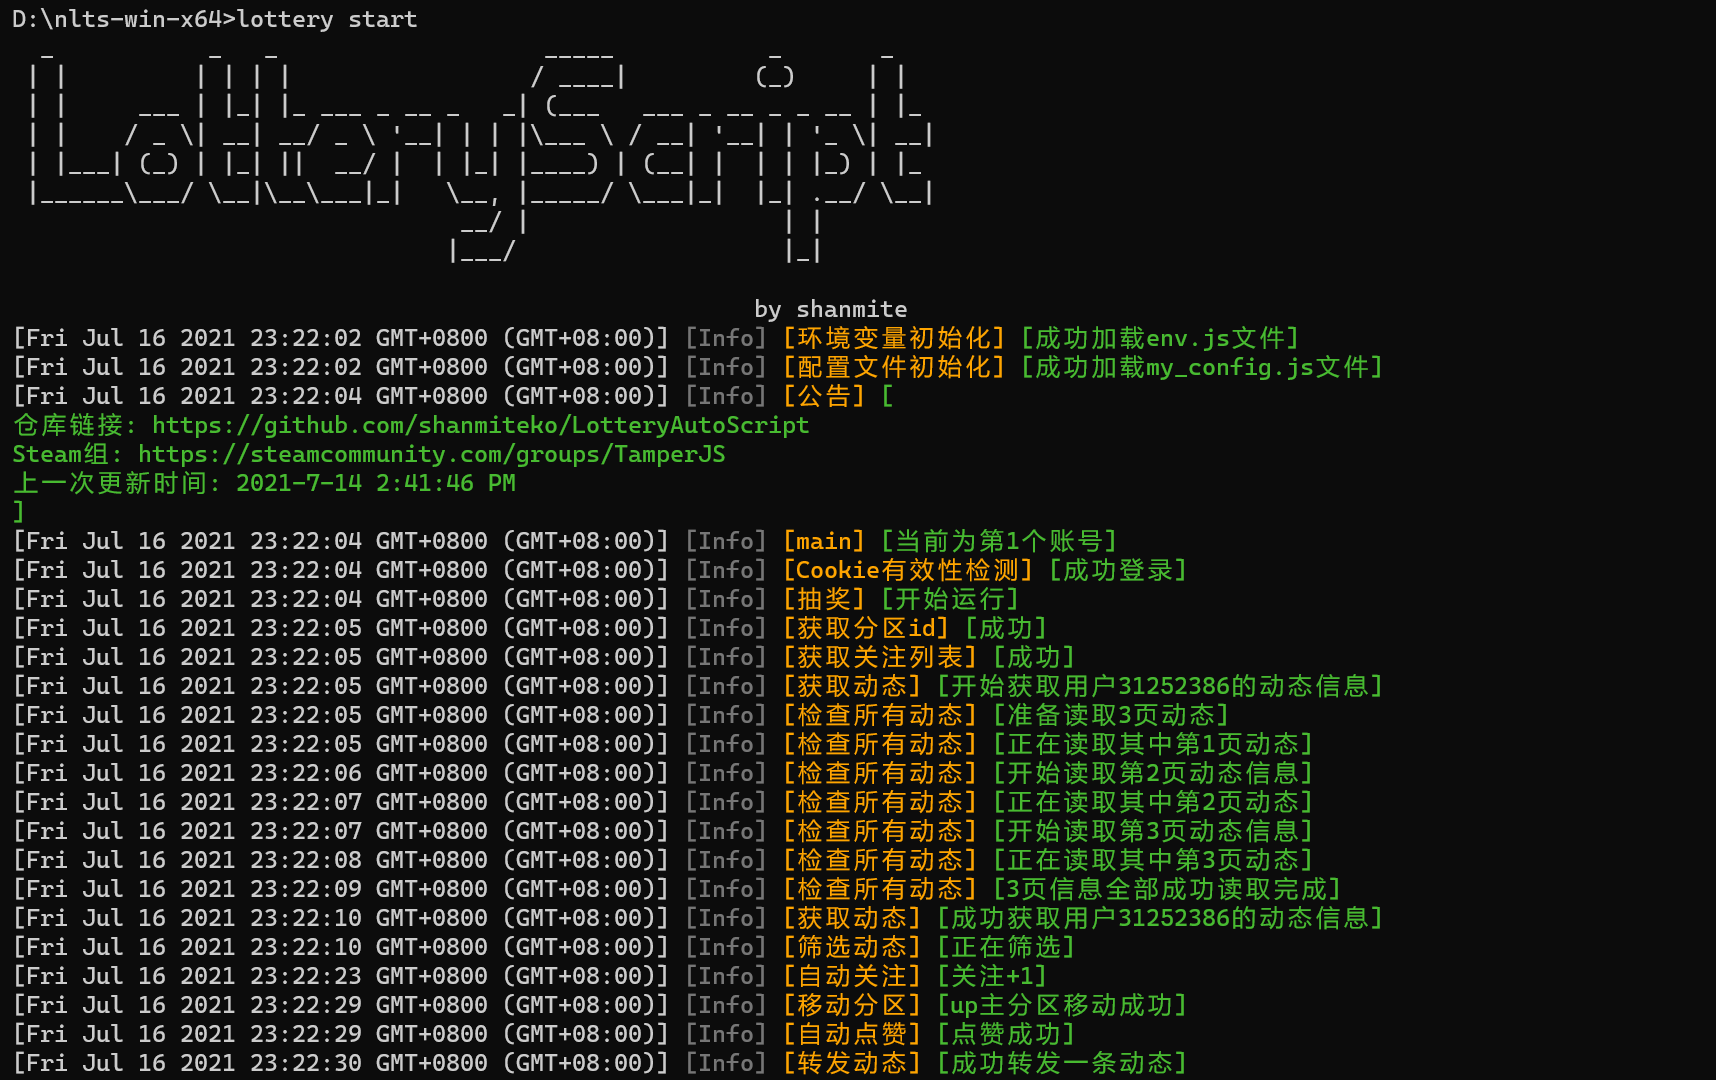 D:\nlts-win-x64>lottery start
LotteryScript
by shanmite
[Fri Jul 16 2021 23:22:02 GMT+0800 (GMT+08:00)] [Info] [环境变量初始化] [成功加载env.js文件]
[Fri Jul 16 2021 23:22:02 GMT+0800 (GMT+08:00)] [Info] [配置文件初始化] [成功加载my_config.js文件]
[Fri Jul 16 2021 23:22:04 GMT+0800 (GMT+08:00)] [Info] [公告] [
仓库链接: https://github.com/shanmiteko/LotteryAutoScript
Steam组: https://steamcommunity.com/groups/TamperJS
上一次更新时间: 2021-7-14 2:41:46 PM
]
[Fri Jul 16 2021 23:22:04 GMT+0800 (GMT+08:00)] [Info] [main] [当前为第1个账号]
[Fri Jul 16 2021 23:22:04 GMT+0800 (GMT+08:00)] [Info] [Cookie有效性检测] [成功登录]
[Fri Jul 16 2021 23:22:04 GMT+0800 (GMT+08:00)] [Info] [抽奖] [开始运行]
[Fri Jul 16 2021 23:22:05 GMT+0800 (GMT+08:00)] [Info] [获取分区id] [成功]
[Fri Jul 16 2021 23:22:05 GMT+0800 (GMT+08:00)] [Info] [获取关注列表] [成功]
[Fri Jul 16 2021 23:22:05 GMT+0800 (GMT+08:00)] [Info] [获取动态] [开始获取用户31252386的动态信息]
[Fri Jul 16 2021 23:22:05 GMT+0800 (GMT+08:00)] [Info] [检查所有动态] [准备读取3页动态]
[Fri Jul 16 2021 23:22:05 GMT+0800 (GMT+08:00)] [Info] [检查所有动态] [正在读取其中第1页动态]
[Fri Jul 16 2021 23:22:06 GMT+0800 (GMT+08:00)] [Info] [检查所有动态] [开始读取第2页动态信息]
[Fri Jul 16 2021 23:22:07 GMT+0800 (GMT+08:00)] [Info] [检查所有动态] [正在读取其中第2页动态]
[Fri Jul 16 2021 23:22:07 GMT+0800 (GMT+08:00)] [Info] [检查所有动态] [开始读取第3页动态信息]
[Fri Jul 16 2021 23:22:08 GMT+0800 (GMT+08:00)] [Info] [检查所有动态] [正在读取其中第3页动态]
[Fri Jul 16 2021 23:22:09 GMT+0800 (GMT+08:00)] [Info] [检查所有动态] [3页信息全部成功读取完成]
[Fri Jul 16 2021 23:22:10 GMT+0800 (GMT+08:00)] [Info] [获取动态] [成功获取用户31252386的动态信息]
[Fri Jul 16 2021 23:22:10 GMT+0800 (GMT+08:00)] [Info] [筛选动态] [正在筛选]
[Fri Jul 16 2021 23:22:23 GMT+0800 (GMT+08:00)] [Info] [自动关注] [关注+1]
[Fri Jul 16 2021 23:22:29 GMT+0800 (GMT+08:00)] [Info] [移动分区] [up主分区移动成功]
[Fri Jul 16 2021 23:22:29 GMT+0800 (GMT+08:00)] [Info] [自动点赞] [点赞成功]
[Fri Jul 16 2021 23:22:30 GMT+0800 (GMT+08:00)] [Info] [转发动态] [成功转发一条动态]